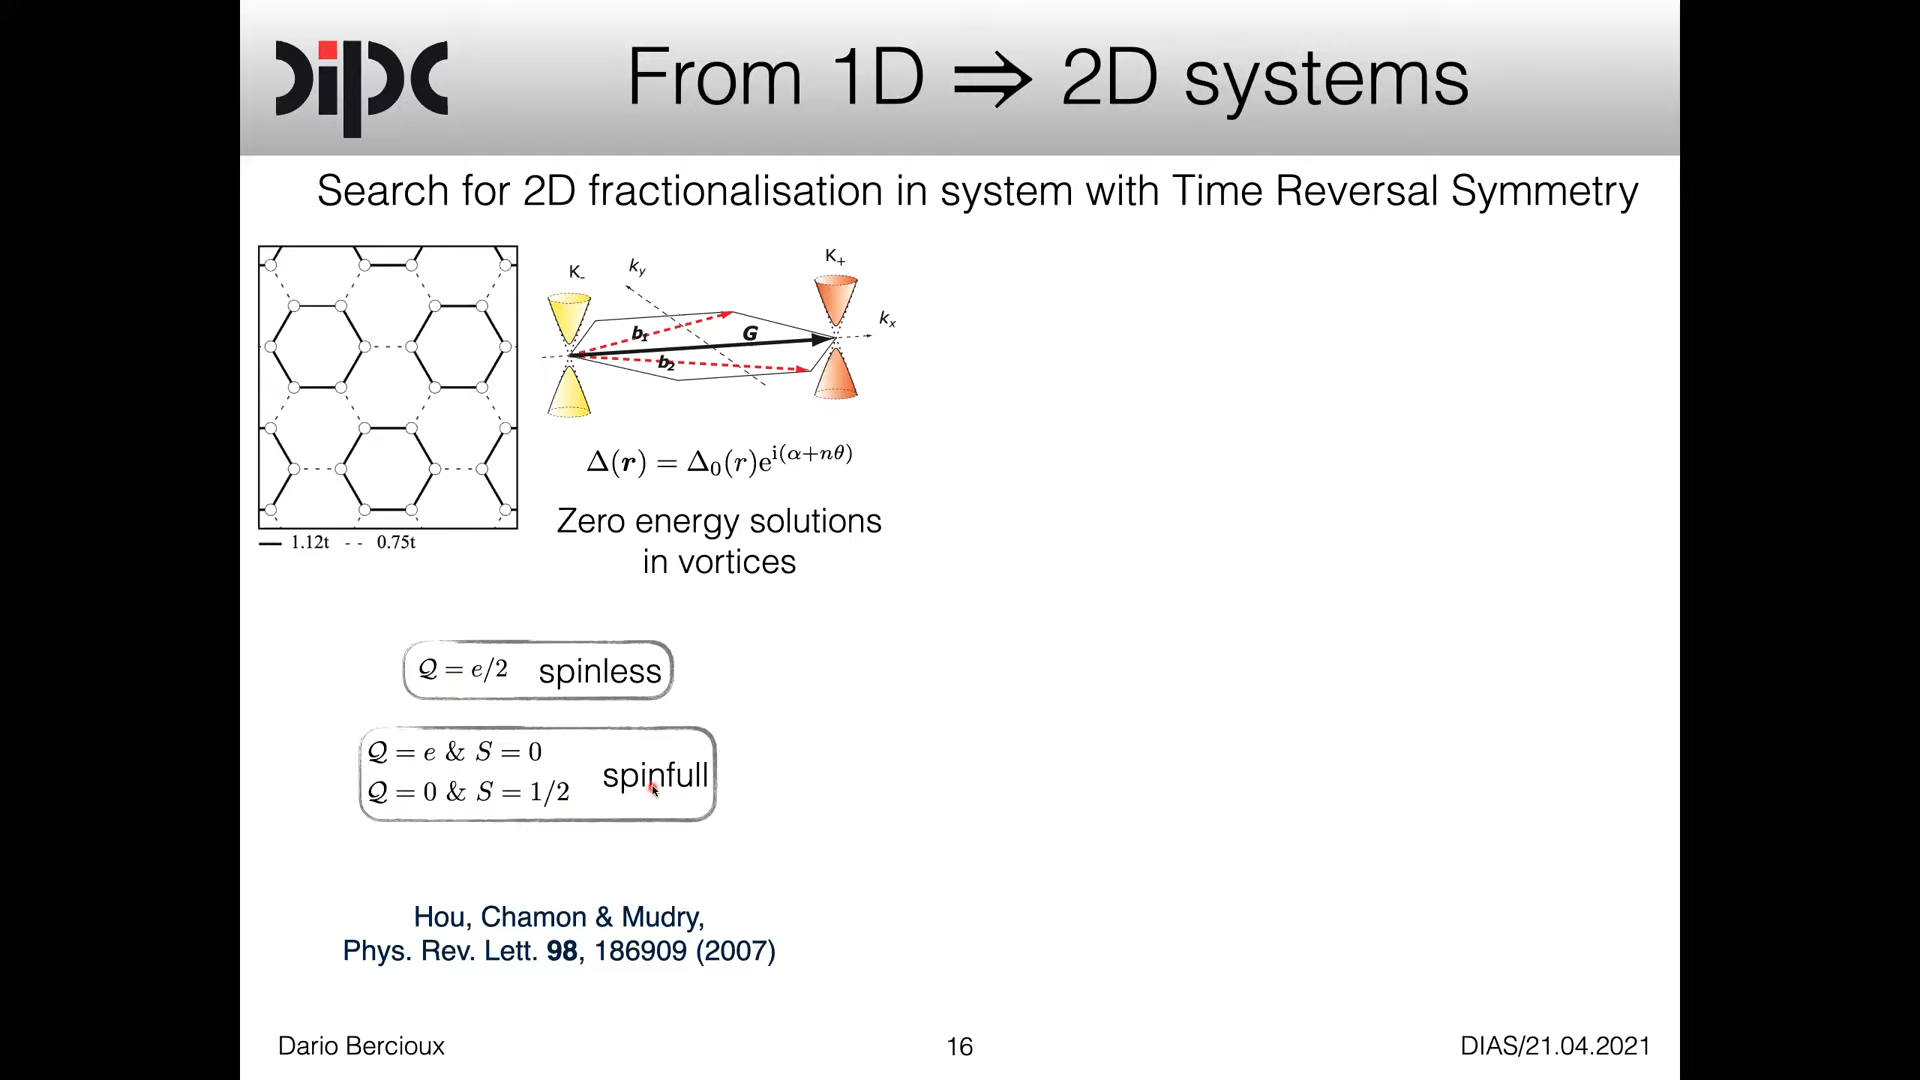 dipc
From 1D ⇒ 2D systems
Search for 2D fractionalisation in system with Time Reversal Symmetry
1.12t 0.75t
K₋
k_y
K₊
k_x
b₁
G
b₂
Δ(r) = Δ₀(r)e^{i(α+nθ)}
Zero energy solutions
in vortices
Q = e/2 spinless
Q = e & S = 0
Q = 0 & S = 1/2
spinfull
Hou, Chamon & Mudry,
Phys. Rev. Lett. 98, 186909 (2007)
Dario Bercioux
16
DIAS/21.04.2021